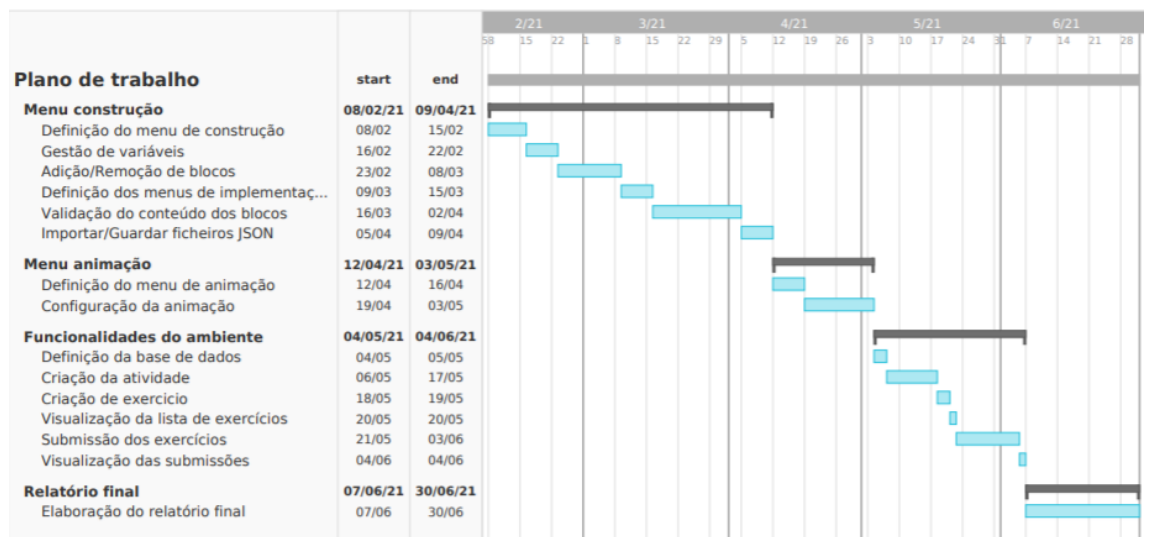 2/21 3/21 4/21 5/21 6/21
8 15 22 1 8 15 22 29 5 12 19 26 3 10 17 24 31 7 14 21 28
Plano de trabalho start end
Menu construção 08/02/21 09/04/21
Definição do menu de construção 08/02 15/02
Gestão de variáveis 16/02 22/02
Adição/Remoção de blocos 23/02 08/03
Definição dos menus de implementaç... 09/03 15/03
Validação do conteúdo dos blocos 16/03 02/04
Importar/Guardar ficheiros JSON 05/04 09/04
Menu animação 12/04/21 03/05/21
Definição do menu de animação 12/04 16/04
Configuração da animação 19/04 03/05
Funcionalidades do ambiente 04/05/21 04/06/21
Definição da base de dados 04/05 05/05
Criação da atividade 06/05 17/05
Criação de exercicio 18/05 19/05
Visualização da lista de exercícios 20/05 20/05
Submissão dos exercícios 21/05 03/06
Visualização das submissões 04/06 04/06
Relatório final 07/06/21 30/06/21
Elaboração do relatório final 07/06 30/06